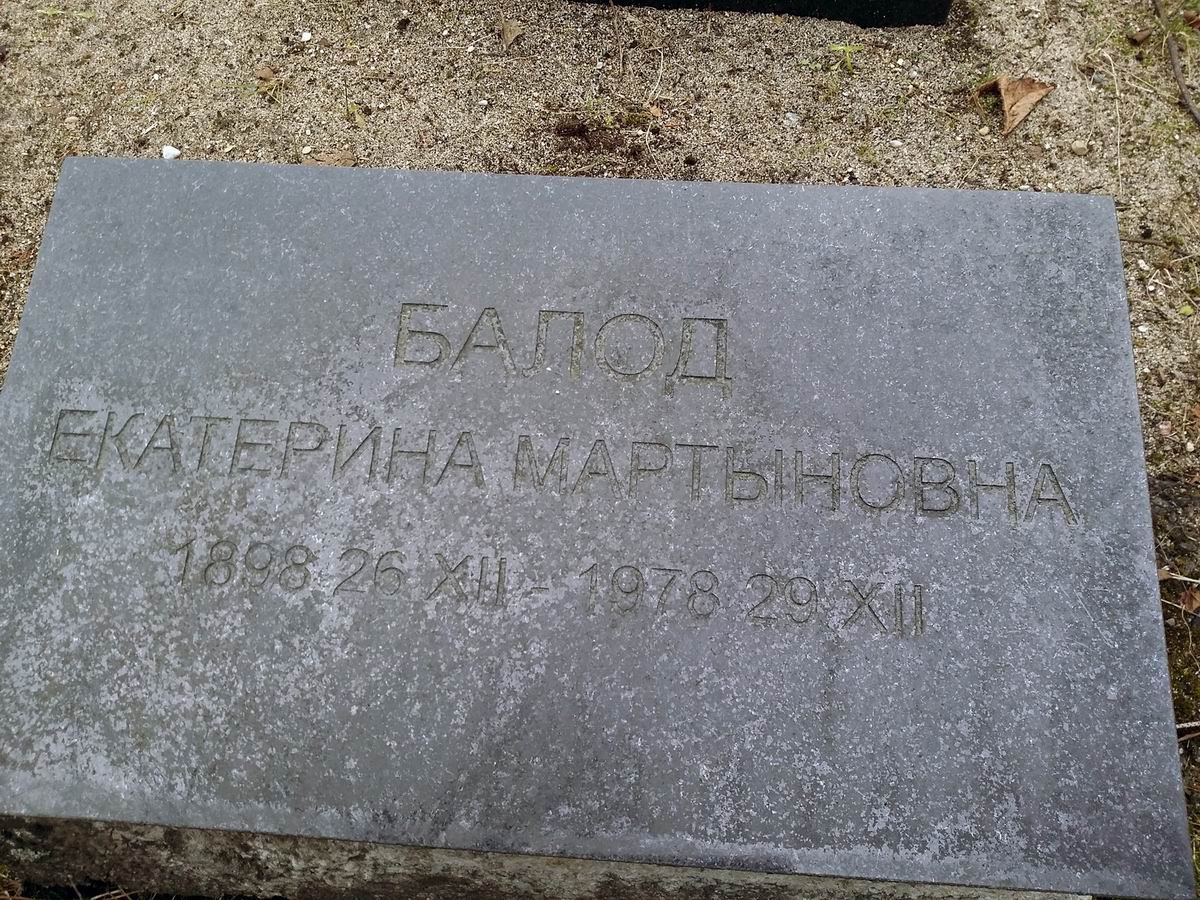 БАЛОД
ЕКАТЕРИНА МАРТЫНОВНА
1898 26 XII - 1978 29 XII